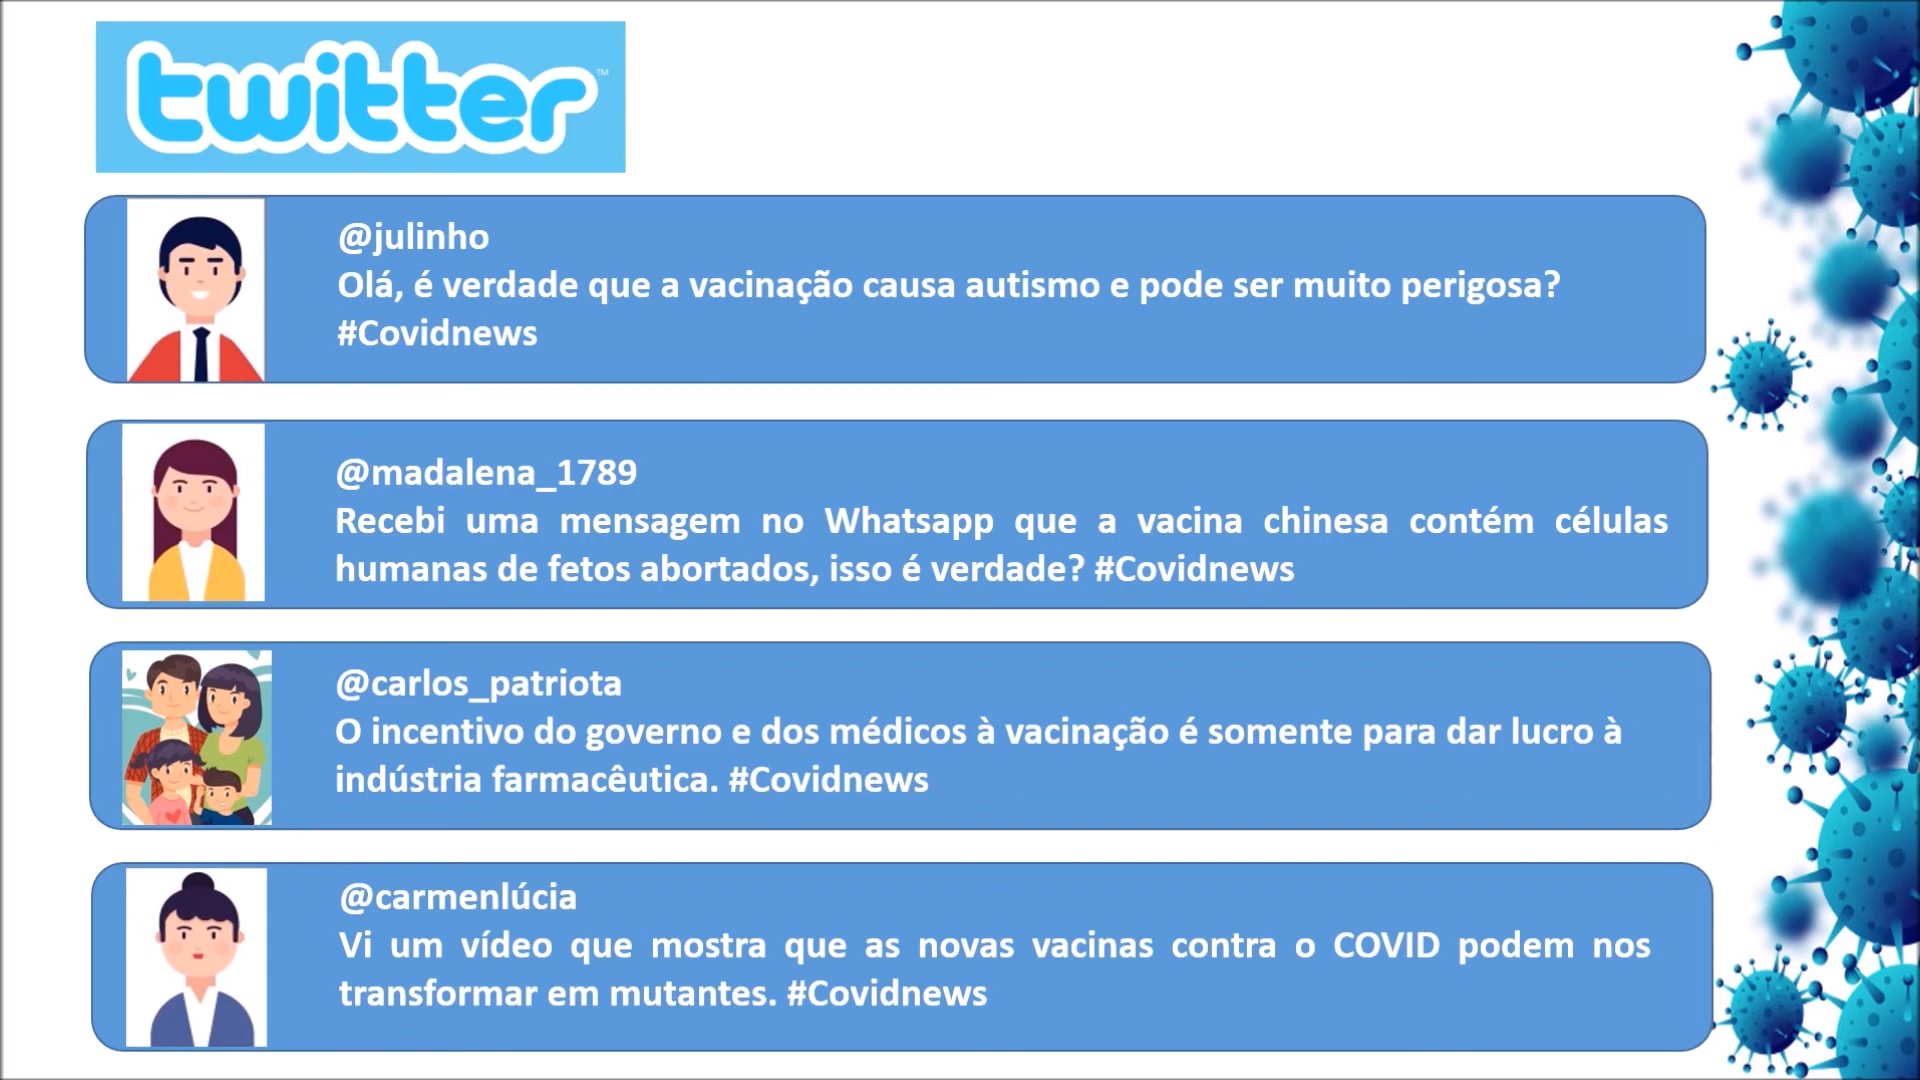 twitter™
@julinho
Olá, é verdade que a vacinação causa autismo e pode ser muito perigosa?
#Covidnews
@madalena_1789
Recebi uma mensagem no Whatsapp que a vacina chinesa contém células
humanas de fetos abortados, isso é verdade? #Covidnews
@carlos_patriota
O incentivo do governo e dos médicos à vacinação é somente para dar lucro à
indústria farmacêutica. #Covidnews
@carmenlúcia
Vi um vídeo que mostra que as novas vacinas contra o COVID podem nos
transformar em mutantes. #Covidnews